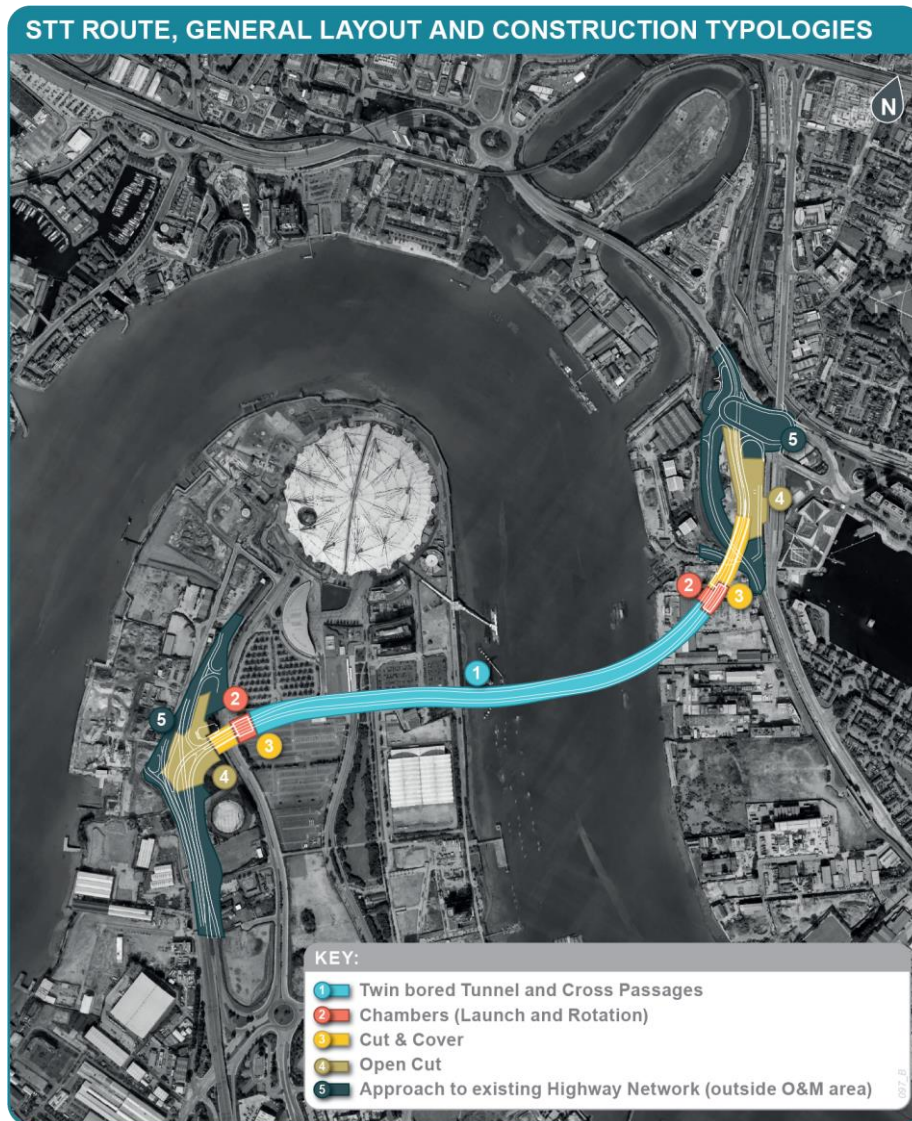 STT ROUTE, GENERAL LAYOUT AND CONSTRUCTION TYPOLOGIES
N
5
4
2
3
1
2
5
3
4
KEY:
1 Twin bored Tunnel and Cross Passages
2 Chambers (Launch and Rotation)
3 Cut & Cover
4 Open Cut
5 Approach to existing Highway Network (outside O&M area)
097_B